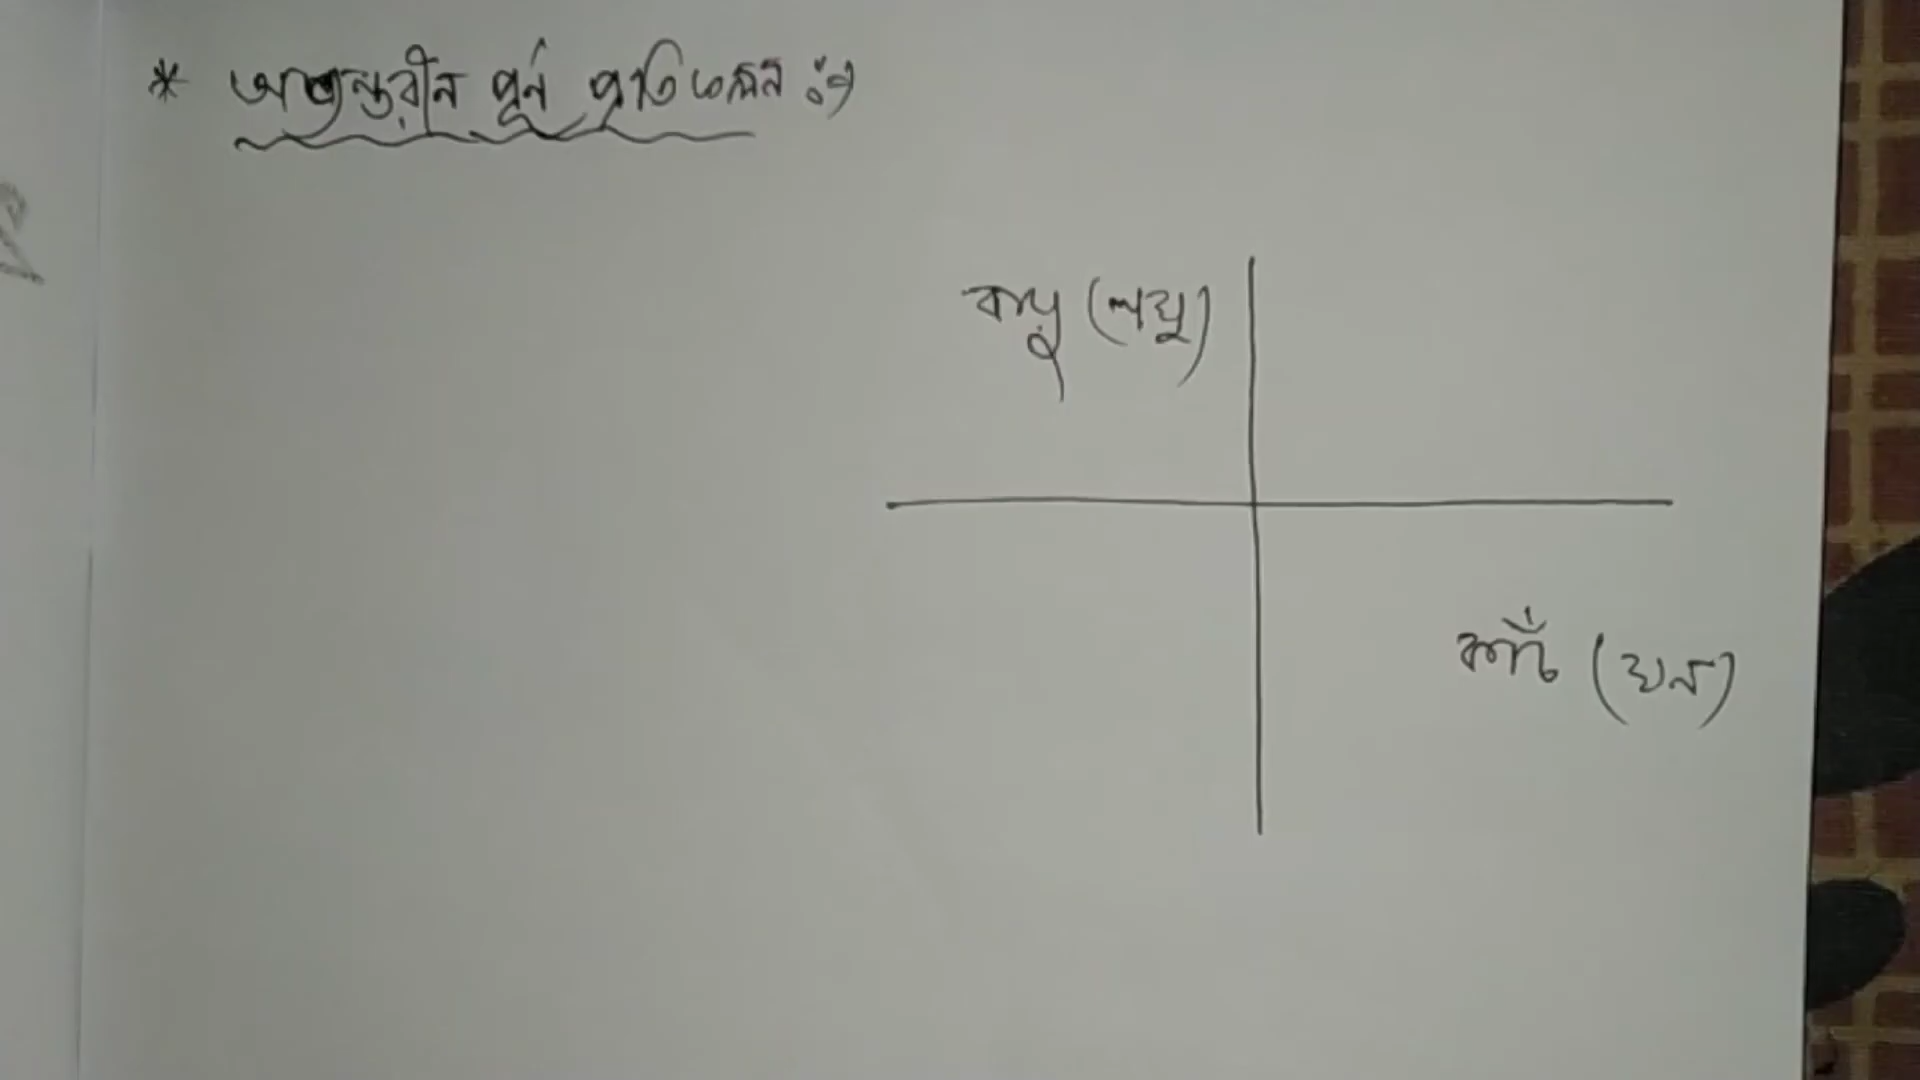 * অভ্যন্তরীন পূর্ন প্রতিফলন ঃ
বায়ু (লঘু)
কাঁচ (ঘন)